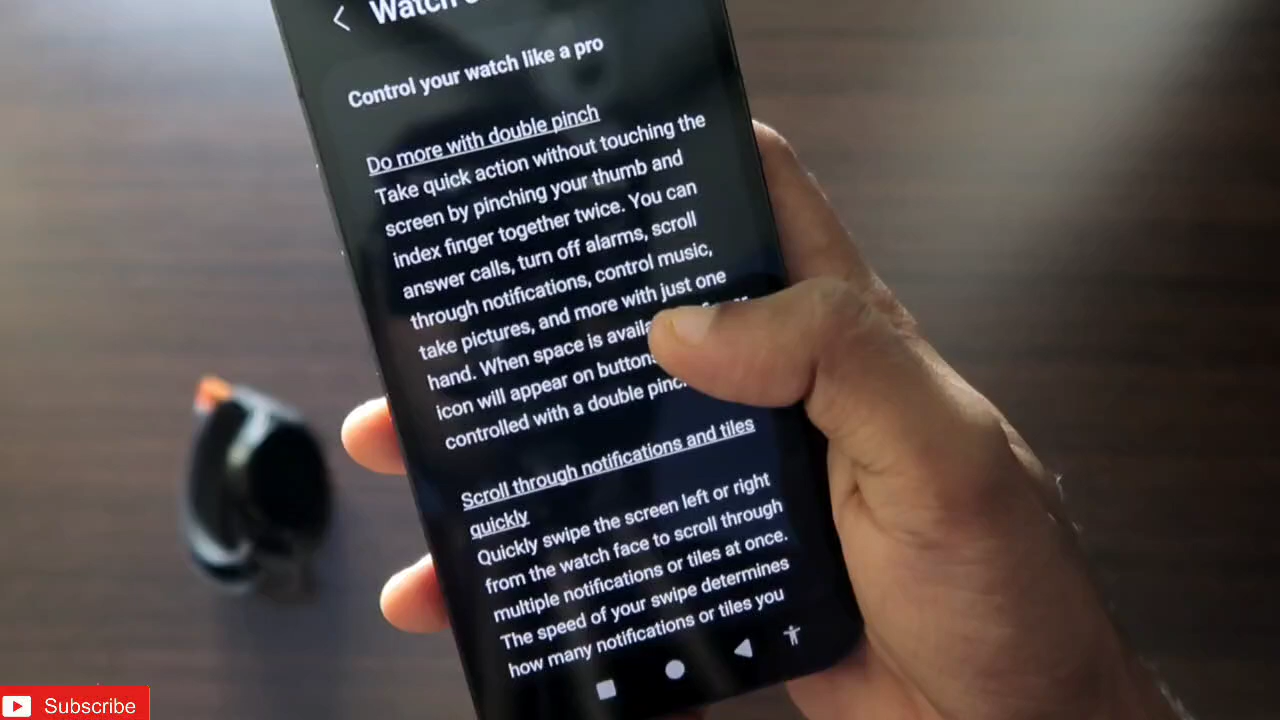 Watch
Control your watch like a pro
Do more with double pinch
Take quick action without touching the
screen by pinching your thumb and
index finger together twice. You can
answer calls, turn off alarms, scroll
through notifications, control music,
take pictures, and more with just one
hand. When space is
icon will appear on
controlled with a double
Scroll through notifications and tiles
quickly
Quickly swipe the screen left or right
from the watch face to scroll through
multiple notifications or tiles at once.
The speed of your swipe determines
how many notifications or tiles you
Subscribe